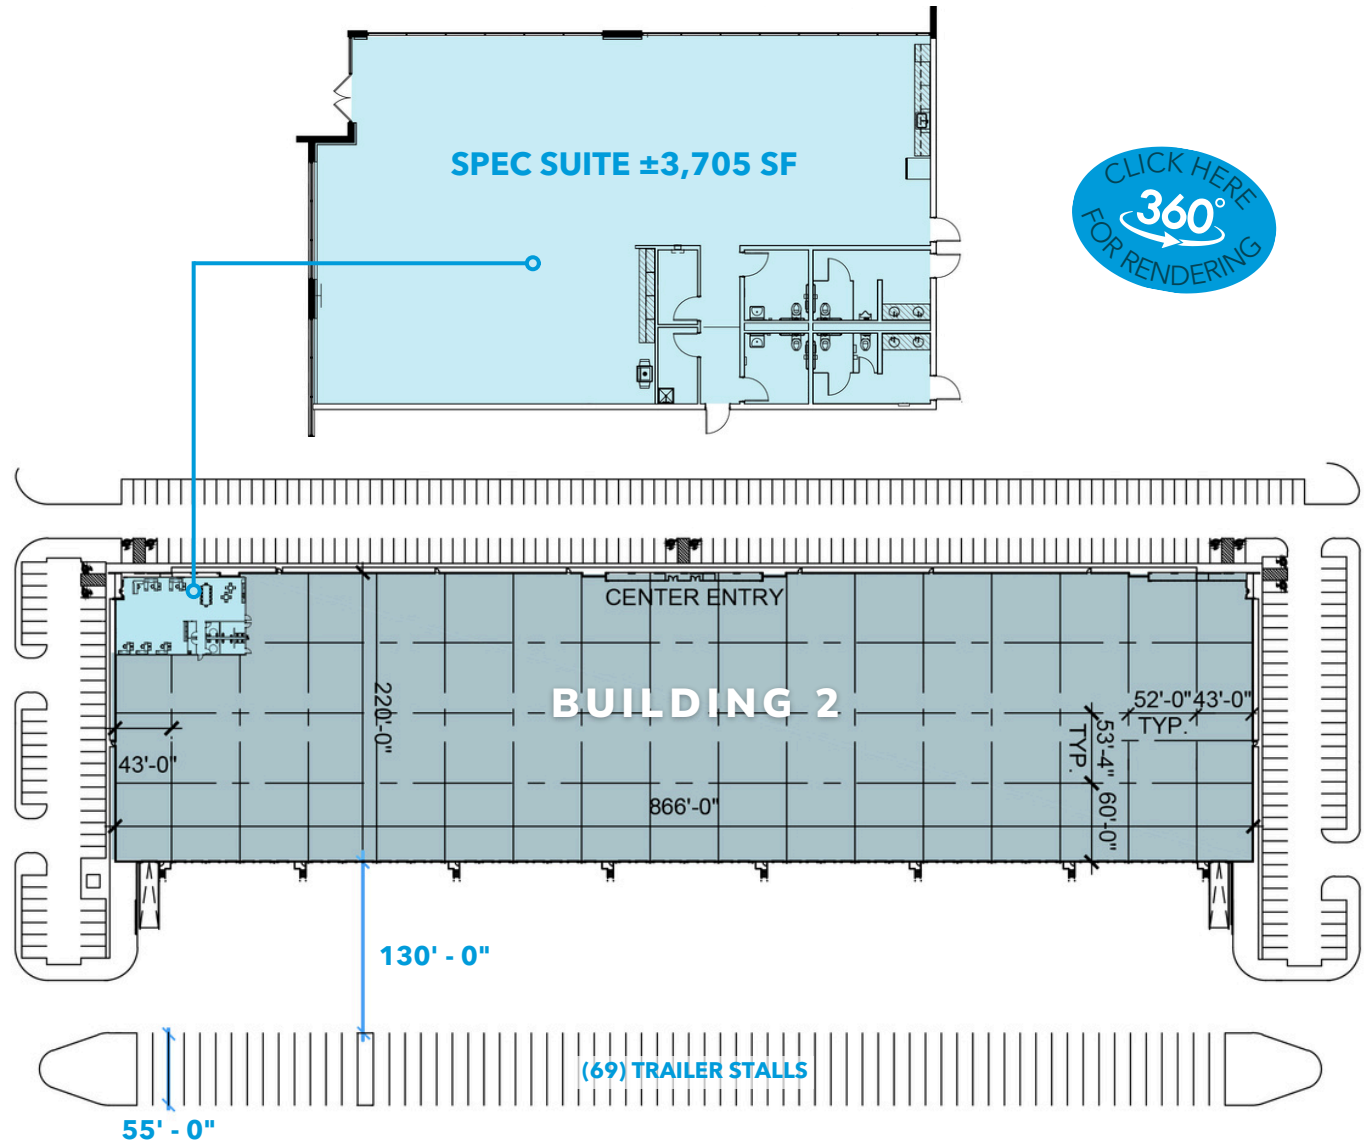 SPEC SUITE ±3,705 SF
CLICK HERE
360°
FOR RENDERING
CENTER ENTRY
BUILDING 2
220'-0"
52'-0"
43'-0"
TYP.
53'-4"
TYP.
43'-0"
866'-0"
60'-0"
130' - 0"
(69) TRAILER STALLS
55' - 0"